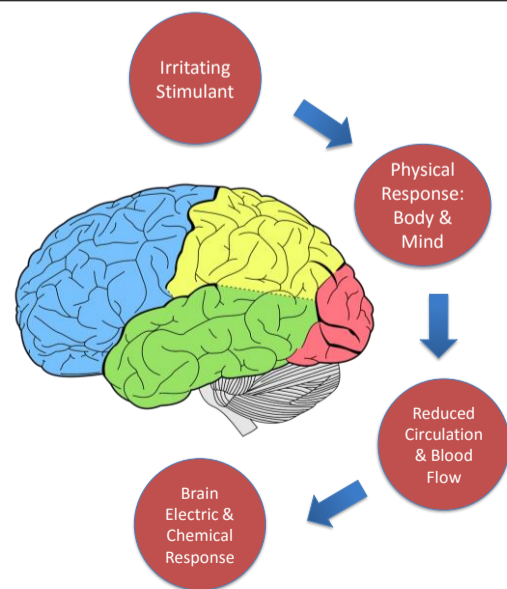 Irritating
Stimulant
Physical
Response:
Body &
Mind
Reduced
Circulation
& Blood
Flow
Brain
Electric &
Chemical
Response